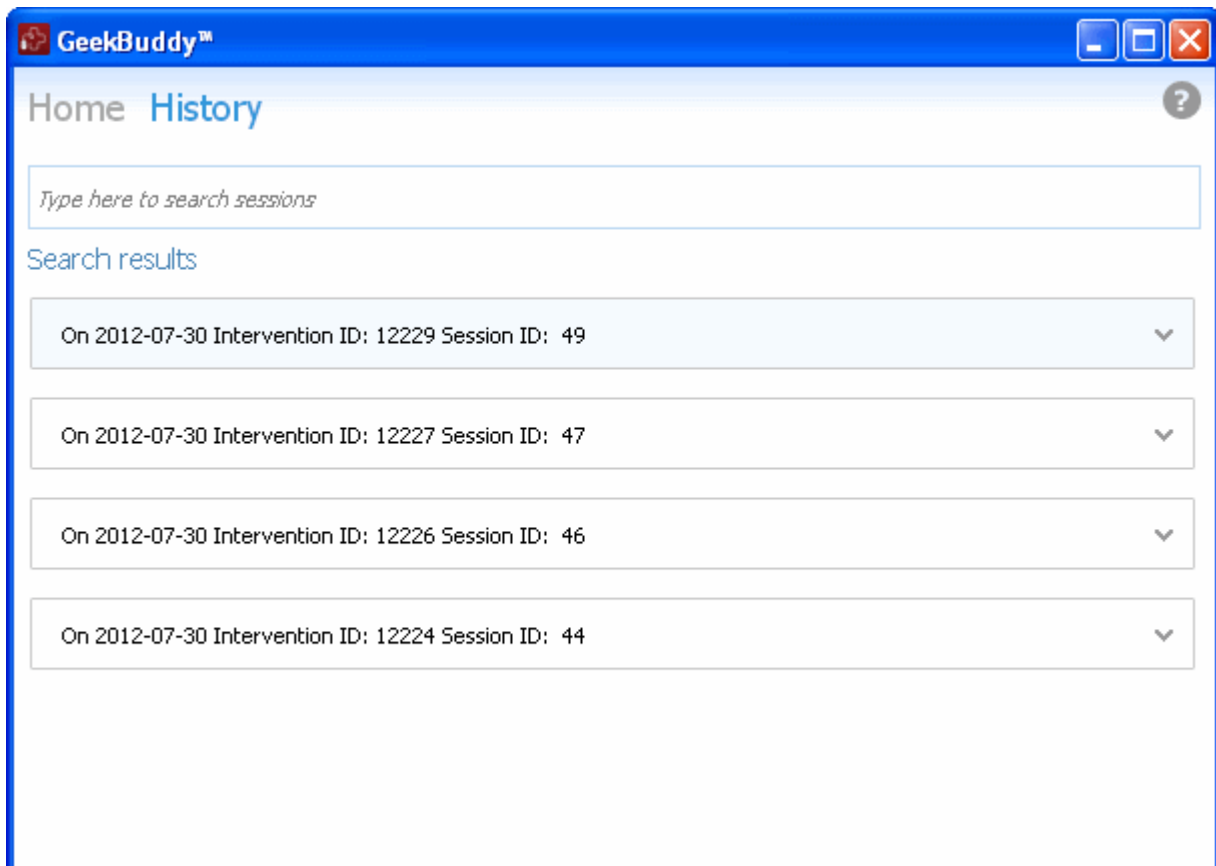 GeekBuddy™
Home History
?
Type here to search sessions
Search results
On 2012-07-30 Intervention ID: 12229 Session ID: 49
On 2012-07-30 Intervention ID: 12227 Session ID: 47
On 2012-07-30 Intervention ID: 12226 Session ID: 46
On 2012-07-30 Intervention ID: 12224 Session ID: 44